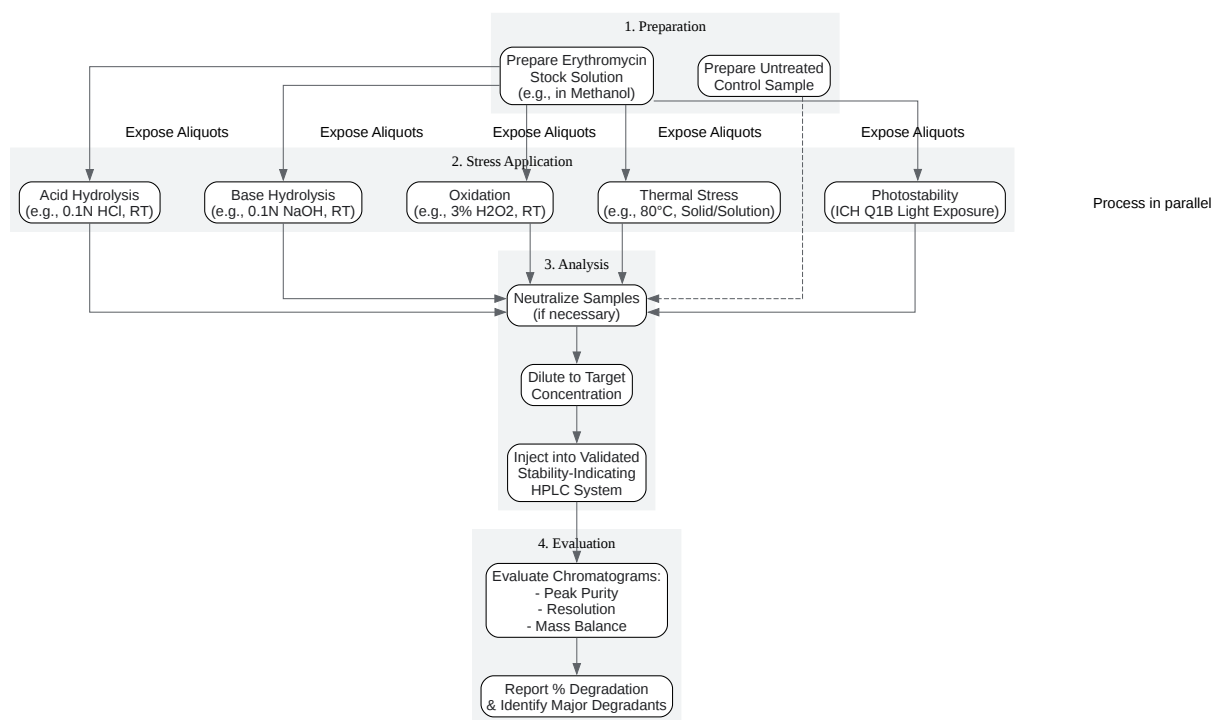 1. Preparation
Prepare Erythromycin
Stock Solution
(e.g., in Methanol)
Prepare Untreated
Control Sample
Expose Aliquots
Expose Aliquots
Expose Aliquots
Expose Aliquots
Expose Aliquots
2. Stress Application
Acid Hydrolysis
(e.g., 0.1N HCl, RT)
Base Hydrolysis
(e.g., 0.1N NaOH, RT)
Oxidation
(e.g., 3% H2O2, RT)
Thermal Stress
(e.g., 80°C, Solid/Solution)
Photostability
(ICH Q1B Light Exposure)
Process in parallel
3. Analysis
Neutralize Samples
(if necessary)
Dilute to Target
Concentration
Inject into Validated
Stability-Indicating
HPLC System
4. Evaluation
Evaluate Chromatograms:
- Peak Purity
- Resolution
- Mass Balance
Report % Degradation
& Identify Major Degradants